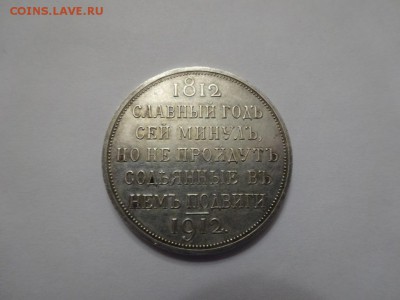 COINS.LAVE.RU
1812
СЛАВНЫЙ ГОДЪ
СЕЙ МИНУЛЪ
НО НЕ ПРОЙДУТЪ
СОДѢЯННЫЕ ВЪ
НЕМЪ ПОДВИГИ
1912.